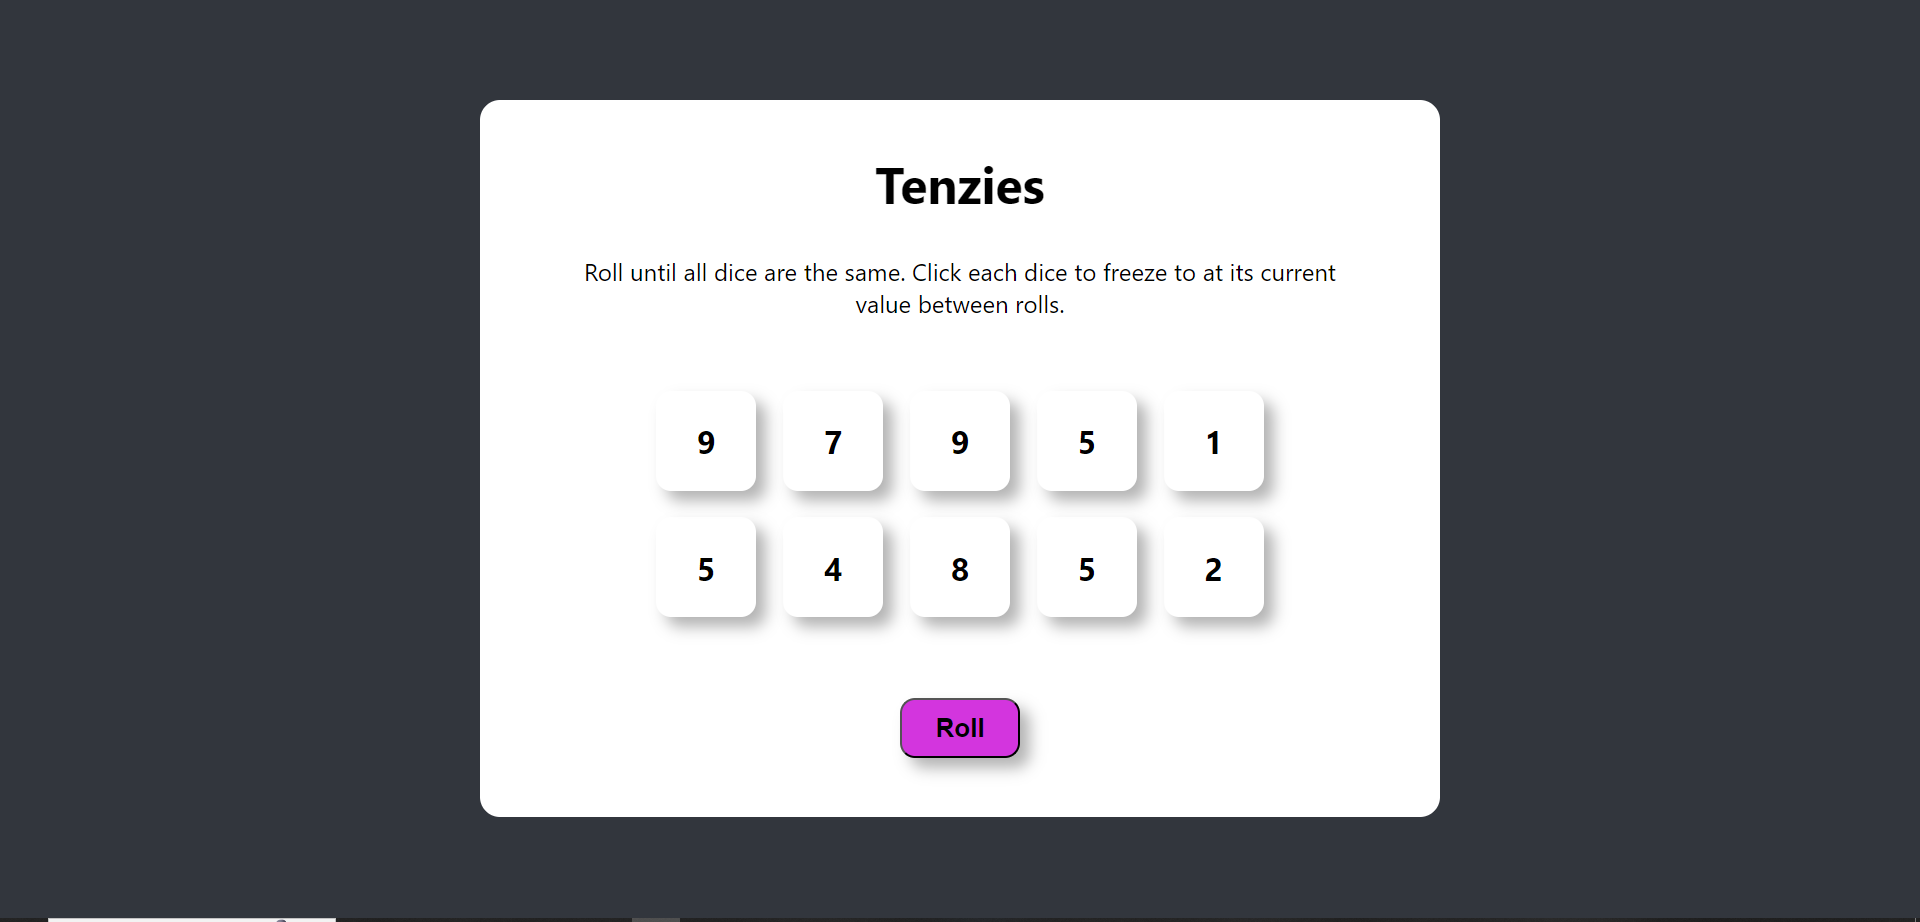 Tenzies
Roll until all dice are the same. Click each dice to freeze to at its current
value between rolls.
9 7 9 5 1
5 4 8 5 2
Roll